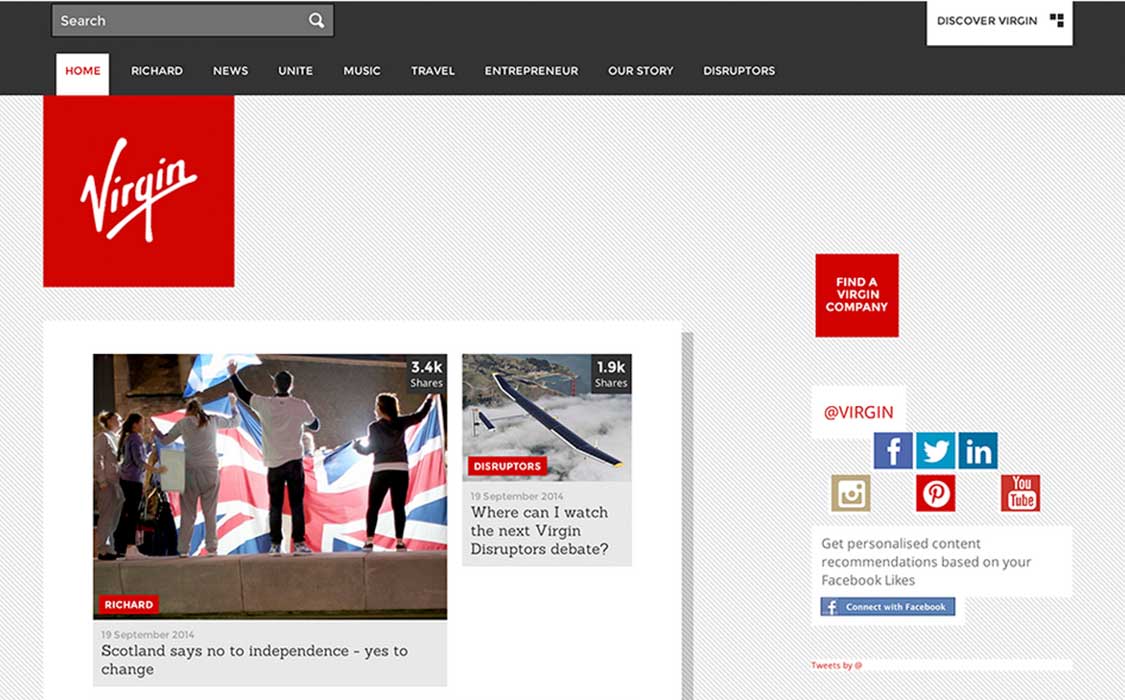 Search
DISCOVER VIRGIN
HOME
RICHARD
NEWS
UNITE
MUSIC
TRAVEL
ENTREPRENEUR
OUR STORY
DISRUPTORS
Virgin
FIND A
VIRGIN
COMPANY
3.4k
Shares
RICHARD
19 September 2014
Scotland says no to independence - yes to
change
1.9k
Shares
DISRUPTORS
19 September 2014
Where can I watch
the next Virgin
Disruptors debate?
@VIRGIN
f
in
You
Tube
Get personalised content
recommendations based on your
Facebook Likes
f Connect with Facebook
Tweets by @